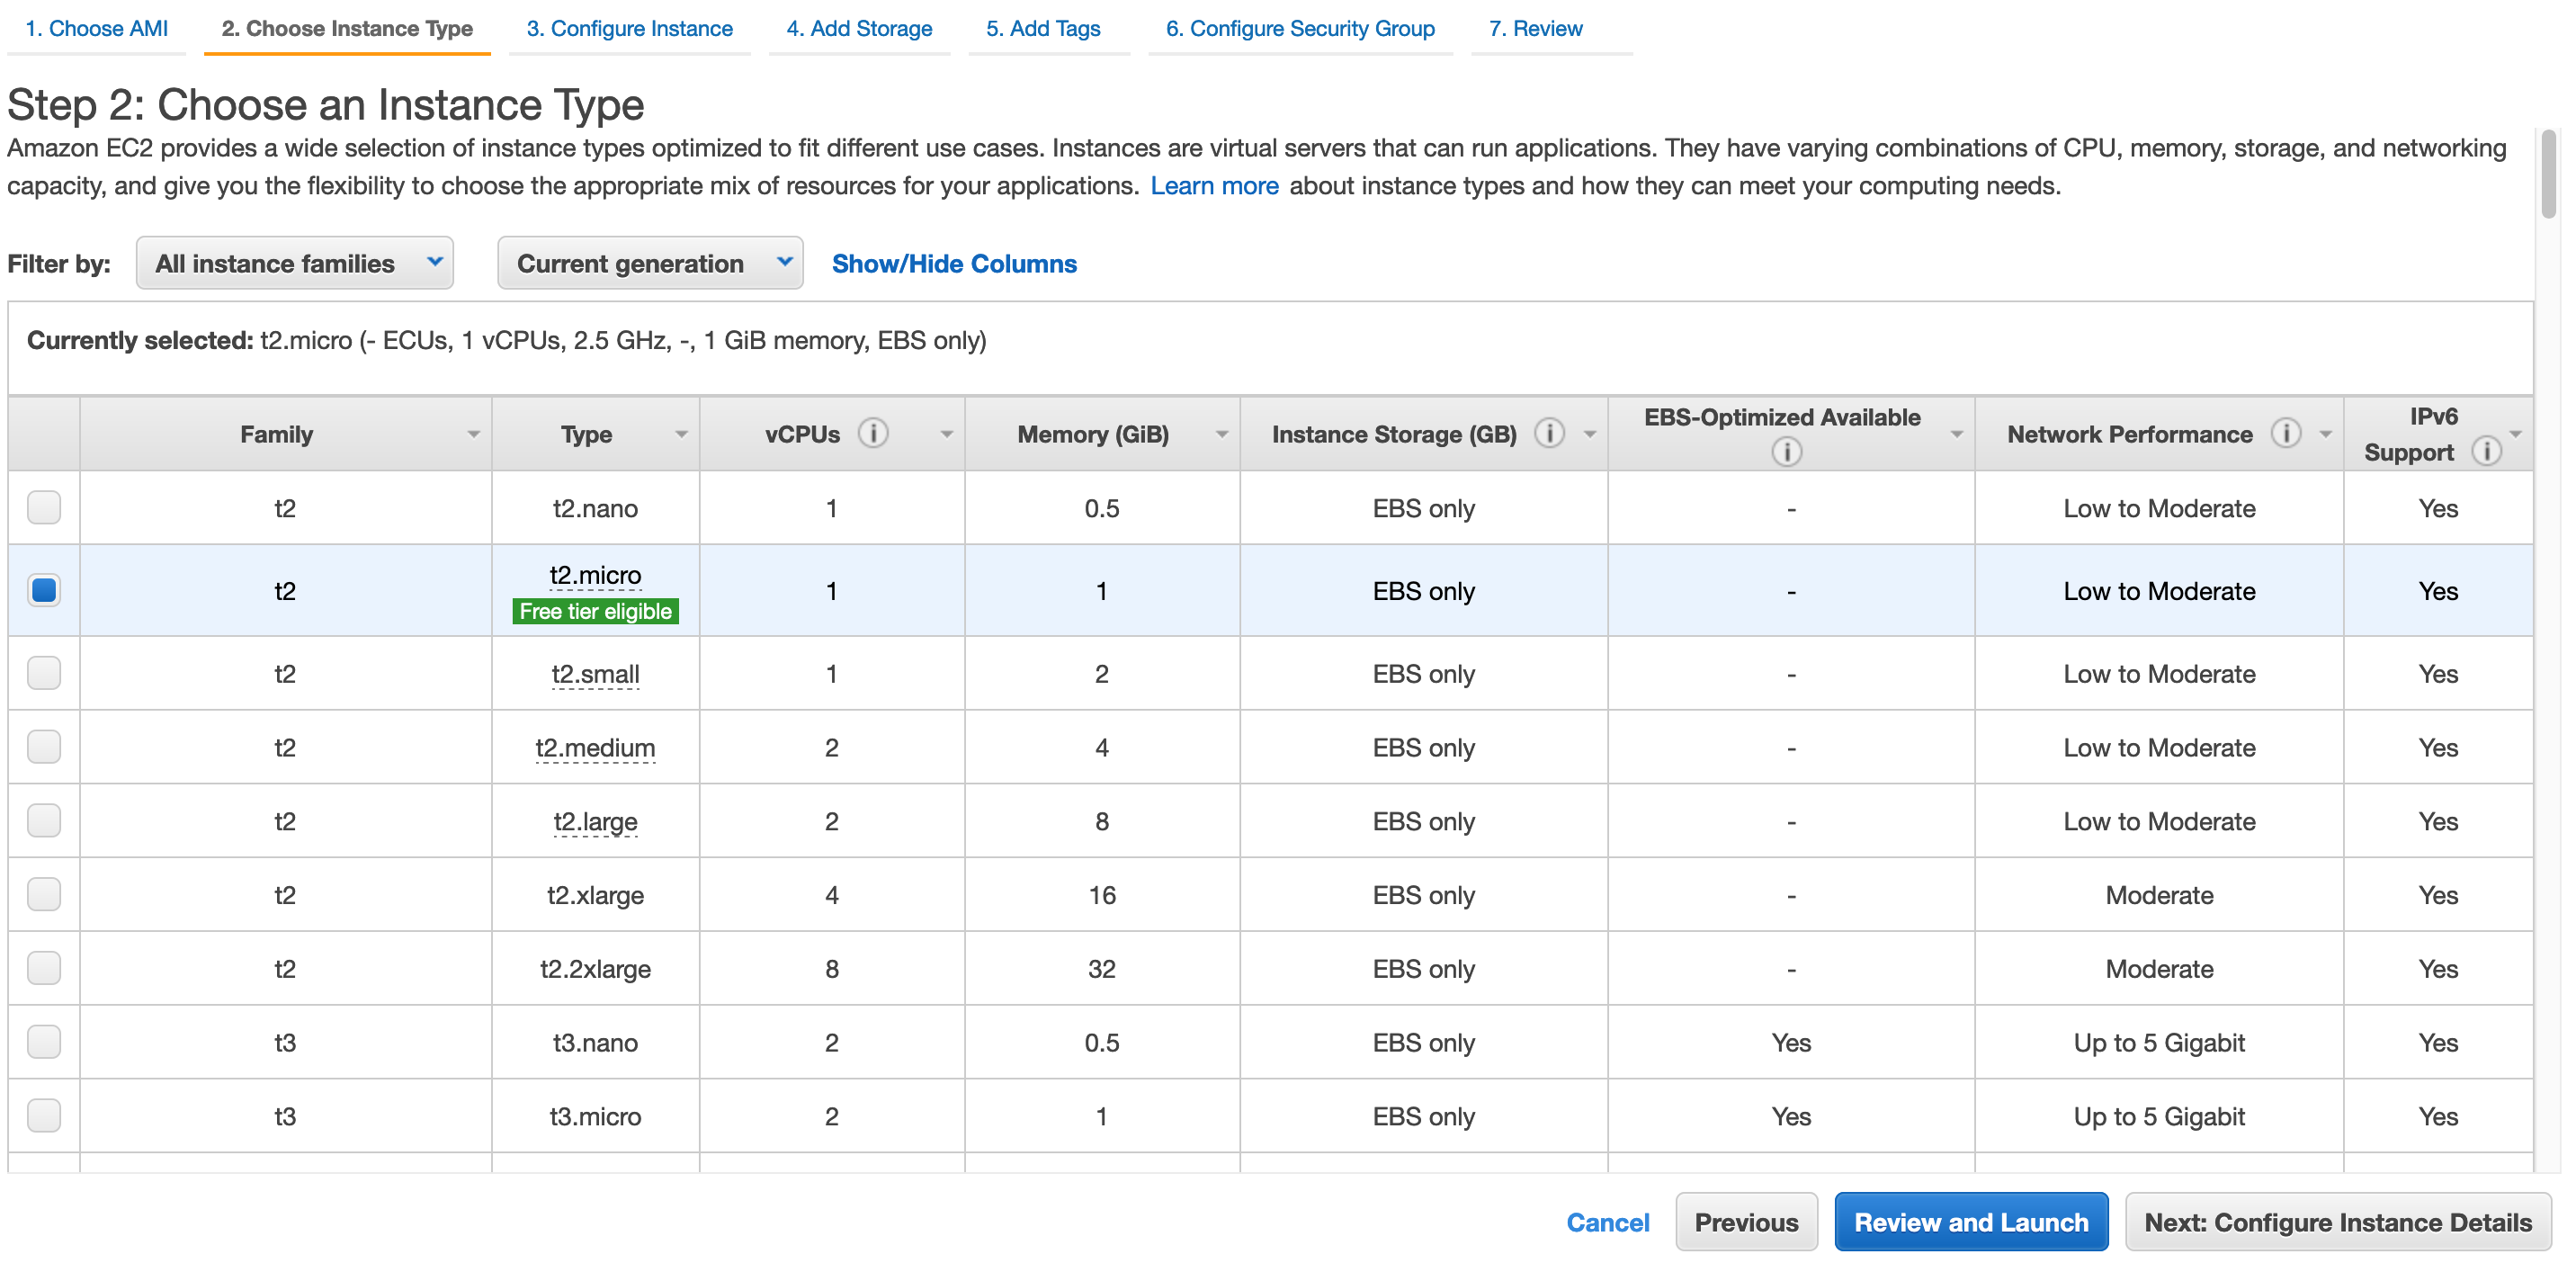 1. Choose AMI 2. Choose Instance Type 3. Configure Instance 4. Add Storage 5. Add Tags 6. Configure Security Group 7. Review
Step 2: Choose an Instance Type
Amazon EC2 provides a wide selection of instance types optimized to fit different use cases. Instances are virtual servers that can run applications. They have varying combinations of CPU, memory, storage, and networking
capacity, and give you the flexibility to choose the appropriate mix of resources for your applications. Learn more about instance types and how they can meet your computing needs.
Filter by: All instance families Current generation Show/Hide Columns
Currently selected: t2.micro (- ECUs, 1 vCPUs, 2.5 GHz, -, 1 GiB memory, EBS only)
Family Type vCPUs i Memory (GiB) Instance Storage (GB) i EBS-Optimized Available i Network Performance i IPv6 Support i
t2 t2.nano 1 0.5 EBS only - Low to Moderate Yes
t2 t2.micro Free tier eligible 1 1 EBS only - Low to Moderate Yes
t2 t2.small 1 2 EBS only - Low to Moderate Yes
t2 t2.medium 2 4 EBS only - Low to Moderate Yes
t2 t2.large 2 8 EBS only - Low to Moderate Yes
t2 t2.xlarge 4 16 EBS only - Moderate Yes
t2 t2.2xlarge 8 32 EBS only - Moderate Yes
t3 t3.nano 2 0.5 EBS only Yes Up to 5 Gigabit Yes
t3 t3.micro 2 1 EBS only Yes Up to 5 Gigabit Yes
Cancel Previous Review and Launch Next: Configure Instance Details